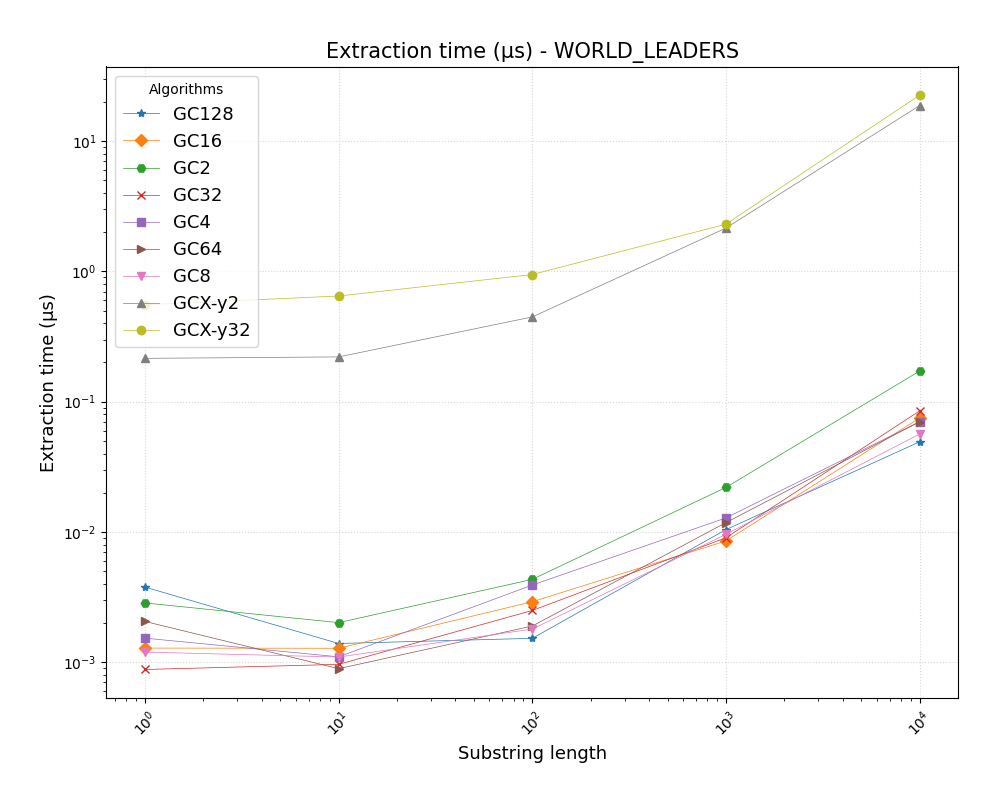 Extraction time (µs) - WORLD_LEADERS
Algorithms
GC128
GC16
GC2
GC32
GC4
GC64
GC8
GCX-y2
GCX-y32
Extraction time (µs)
10¹
10⁰
10⁻¹
10⁻²
10⁻³
10⁰
10¹
10²
10³
10⁴
Substring length